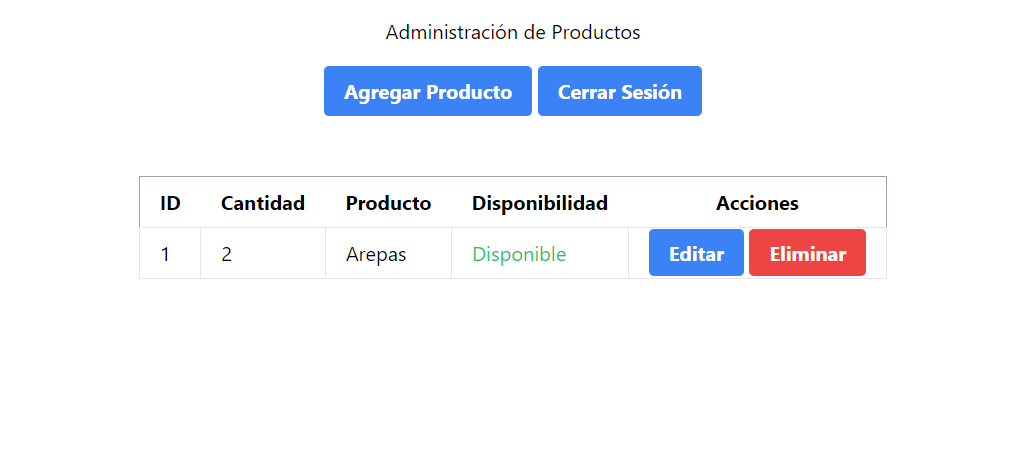 Administración de Productos
Agregar Producto Cerrar Sesión
ID Cantidad Producto Disponibilidad Acciones
1 2 Arepas Disponible Editar Eliminar